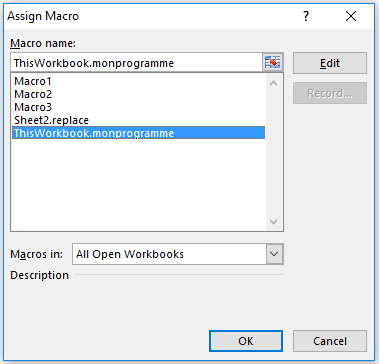 Assign Macro
Macro name:
ThisWorkbook.monprogramme
Edit
Macro1
Record...
Macro2
Macro3
Sheet2.replace
ThisWorkbook.monprogramme
Macros in: All Open Workbooks
Description
OK Cancel